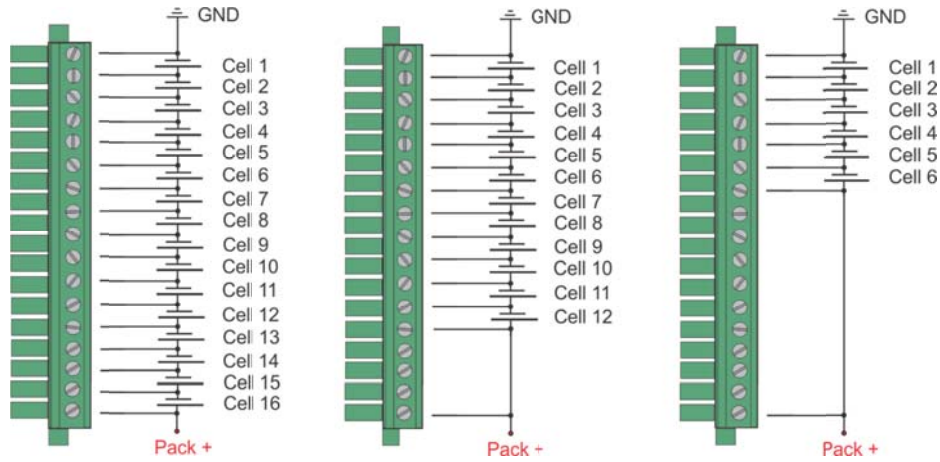 GND
Cell 1
Cell 2
Cell 3
Cell 4
Cell 5
Cell 6
Cell 7
Cell 8
Cell 9
Cell 10
Cell 11
Cell 12
Cell 13
Cell 14
Cell 15
Cell 16
Pack +
GND
Cell 1
Cell 2
Cell 3
Cell 4
Cell 5
Cell 6
Cell 7
Cell 8
Cell 9
Cell 10
Cell 11
Cell 12
Pack +
GND
Cell 1
Cell 2
Cell 3
Cell 4
Cell 5
Cell 6
Pack +